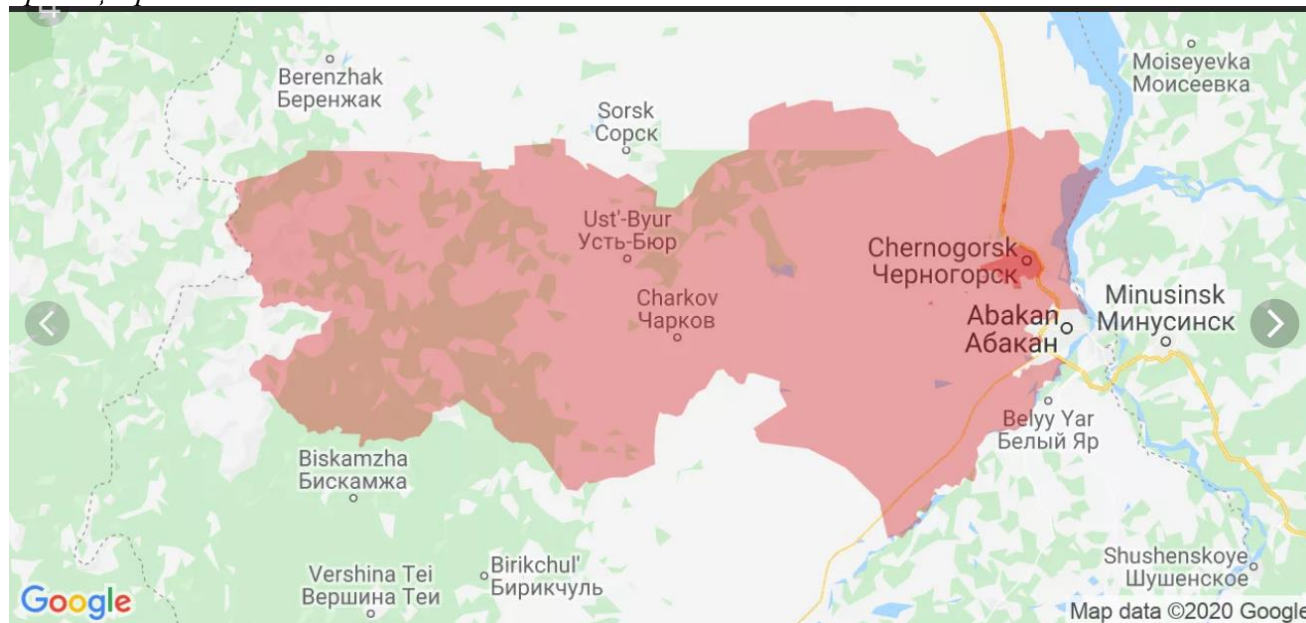 Berenzhak
Беренжак
Moiseyevka
Моисеевка
Sorsk
Сорск
Ust'-Byur
Усть-Бюр
Chernogorsk
Черногорск
Charkov
Чарков
Abakan
Абакан
Minusinsk
Минусинск
Belyy Yar
Белый Яр
Biskamzha
Бискамжа
Vershina Tei
Вершина Теи
Birikchul'
Бирикчуль
Shushenskoye
Шушенское
Google
Map data ©2020 Google